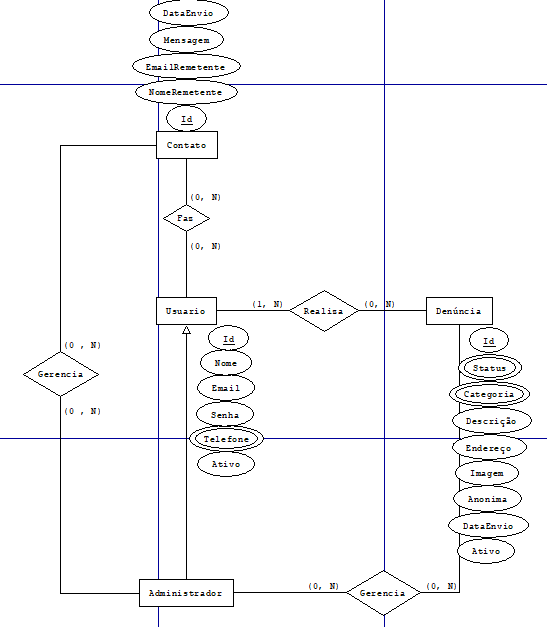 DataEnvio
Mensagem
EmailRemetente
NomeRemetente
Id
Contato
(0, N)
Faz
(0, N)
Usuario
(1, N)
Realiza
(0, N)
Denúncia
Id
Nome
Email
Senha
Telefone
Ativo
Id
Status
Categoria
Descrição
Endereço
Imagem
Anonima
DataEnvio
Ativo
(0 , N)
Gerencia
(0 , N)
Administrador
(0, N)
Gerencia
(0, N)